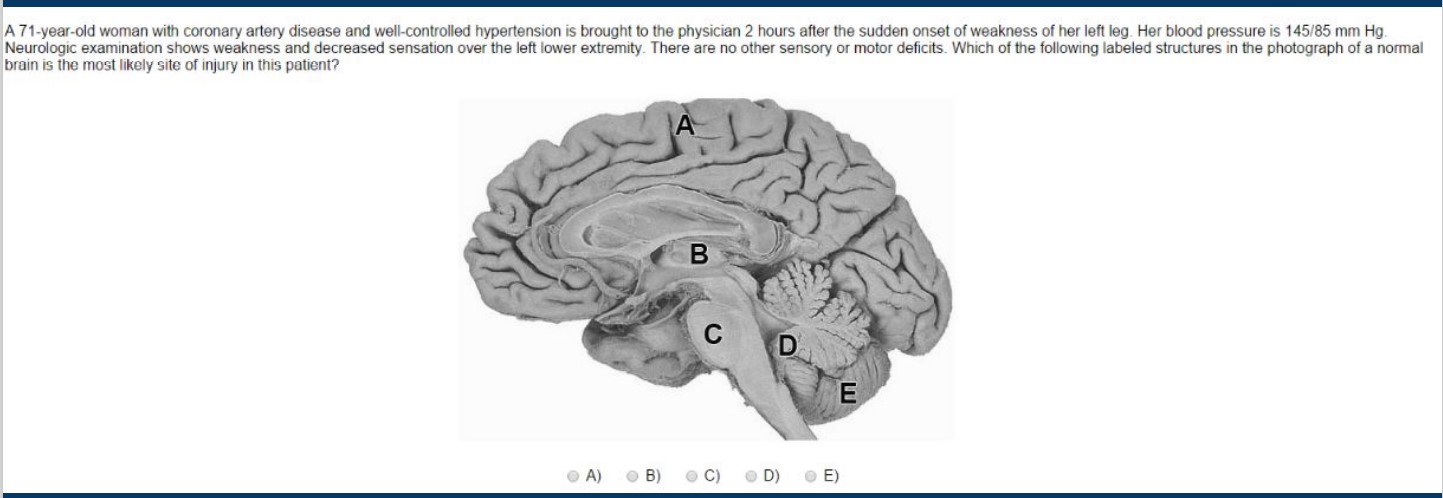 A 71-year-old woman with coronary artery disease and well-controlled hypertension is brought to the physician 2 hours after the sudden onset of weakness of her left leg. Her blood pressure is 145/85 mm Hg.
Neurologic examination shows weakness and decreased sensation over the left lower extremity. There are no other sensory or motor deficits. Which of the following labeled structures in the photograph of a normal
brain is the most likely site of injury in this patient?
A
B
C
D
E
A) B) C) D) E)